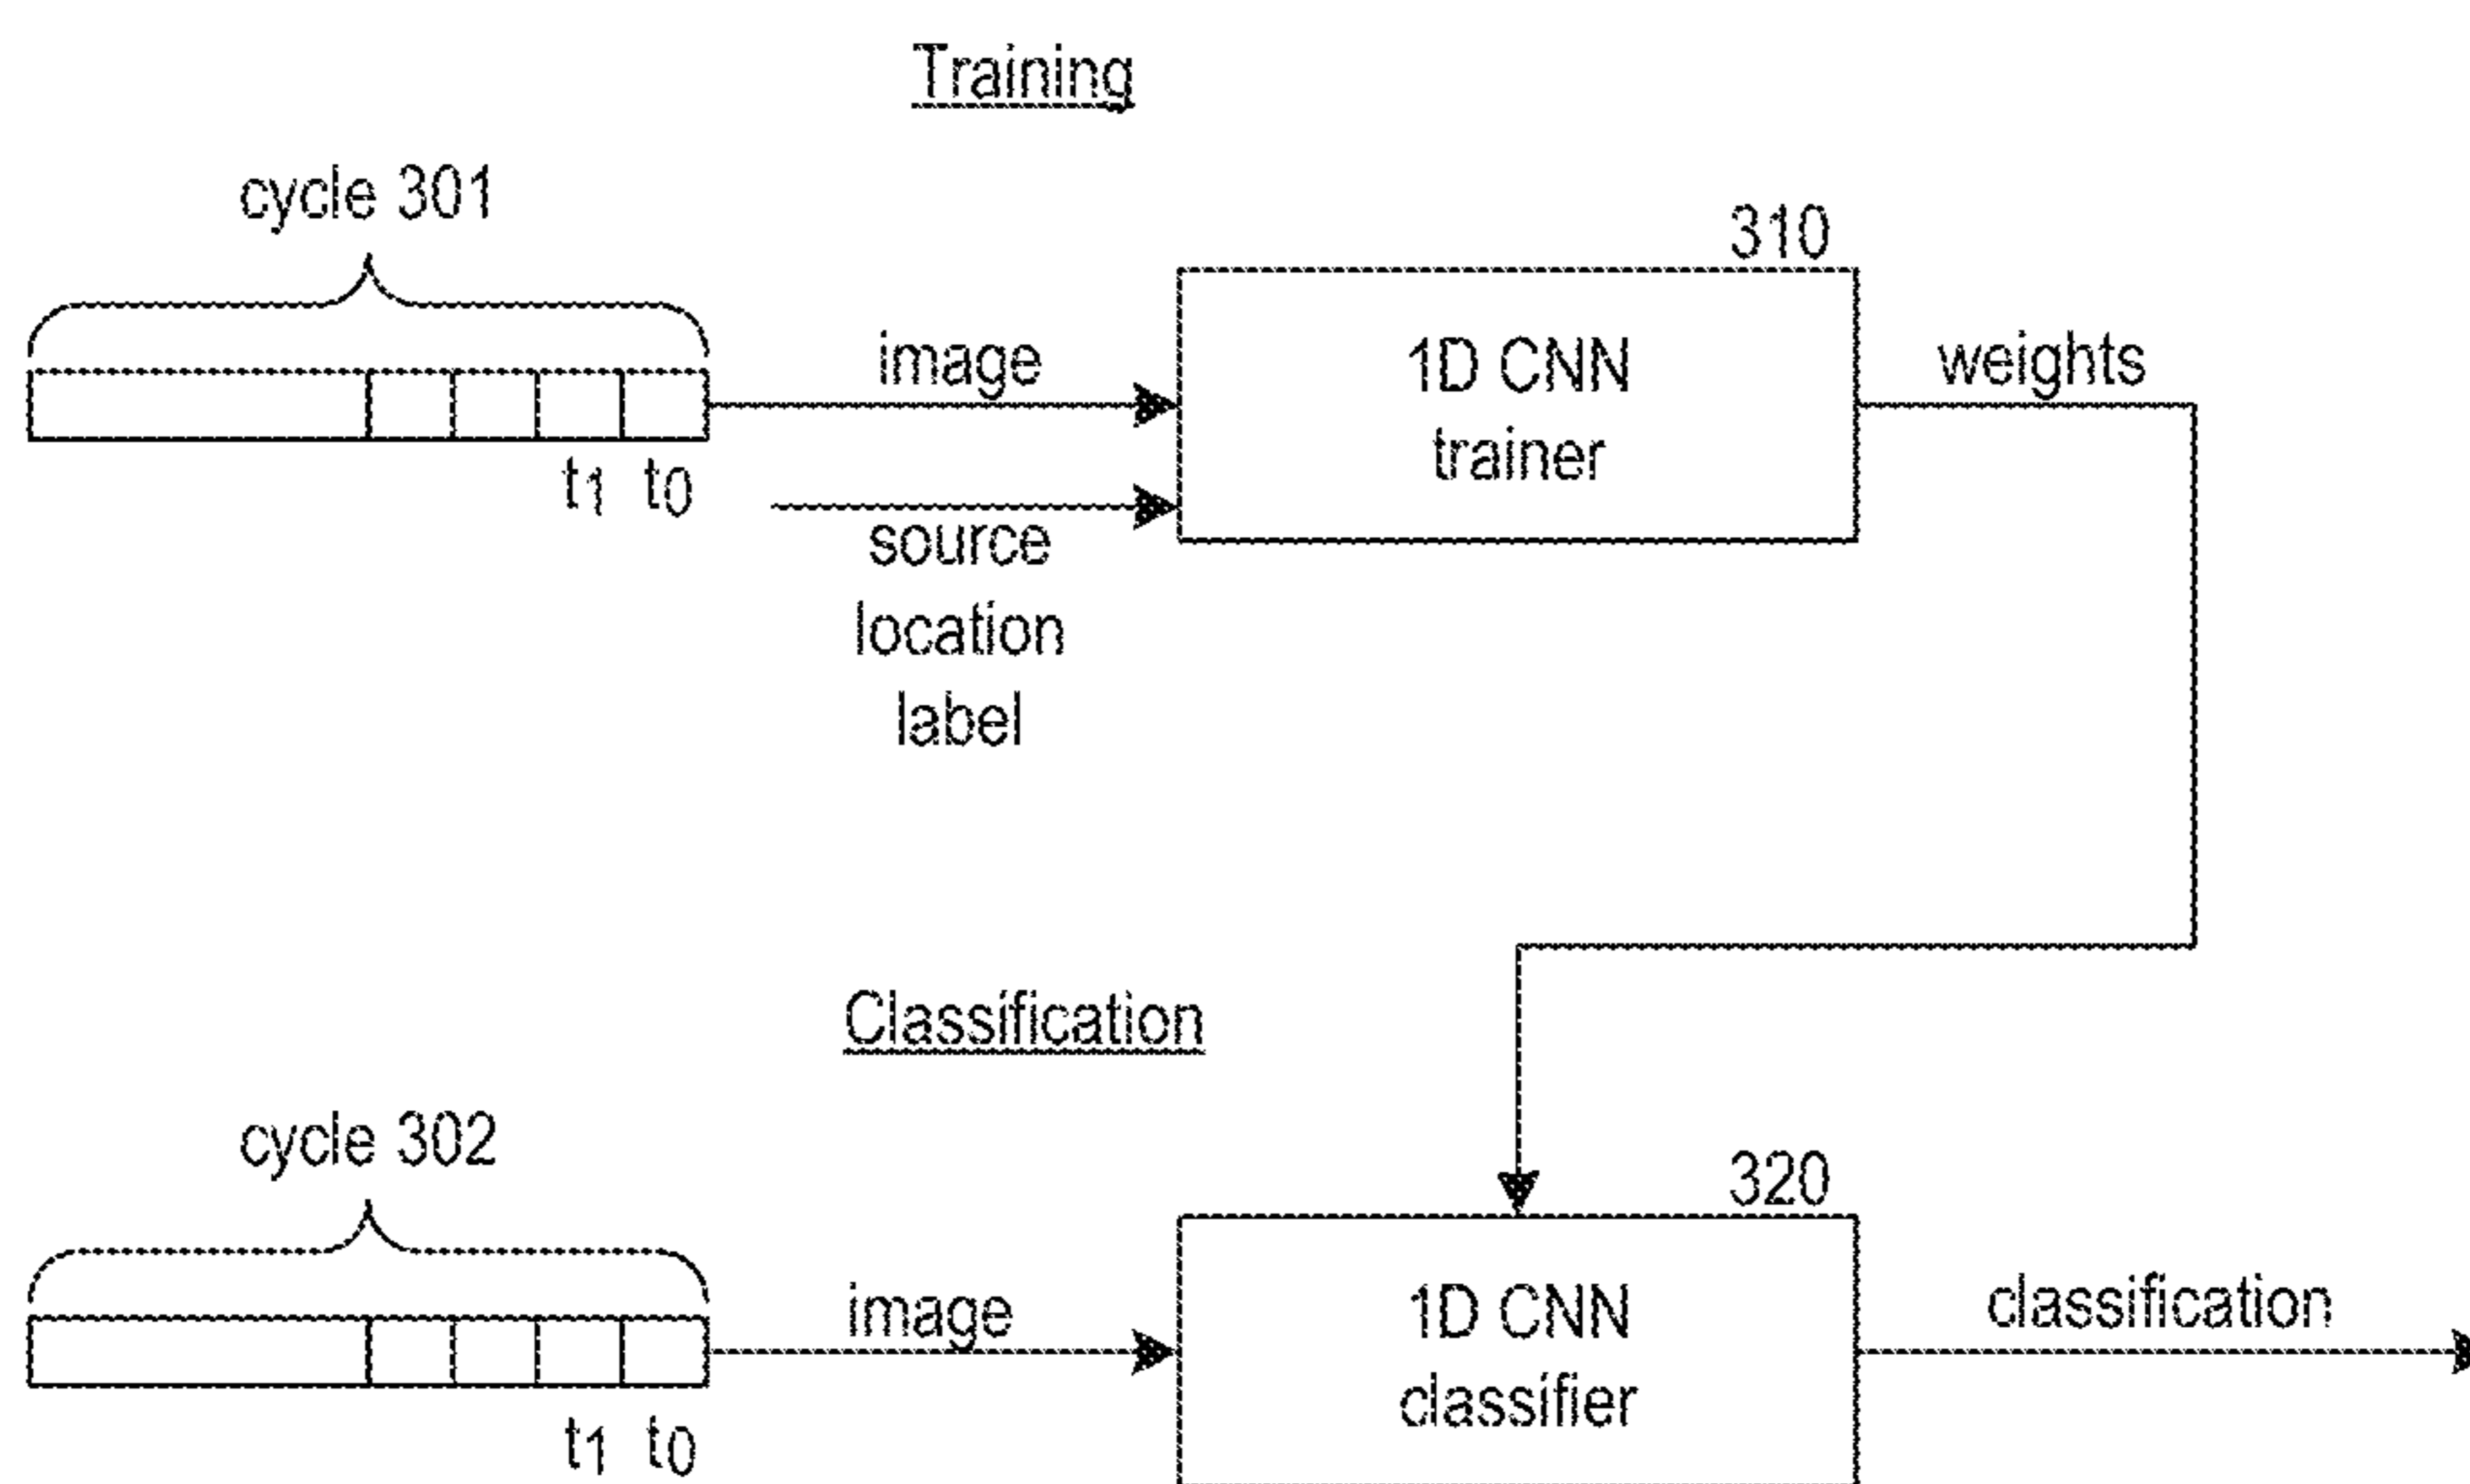 Training
cycle 301
310
image
1D CNN
trainer
weights
t1 t0
source
location
label
Classification
cycle 302
320
image
1D CNN
classifier
classification
t1 t0